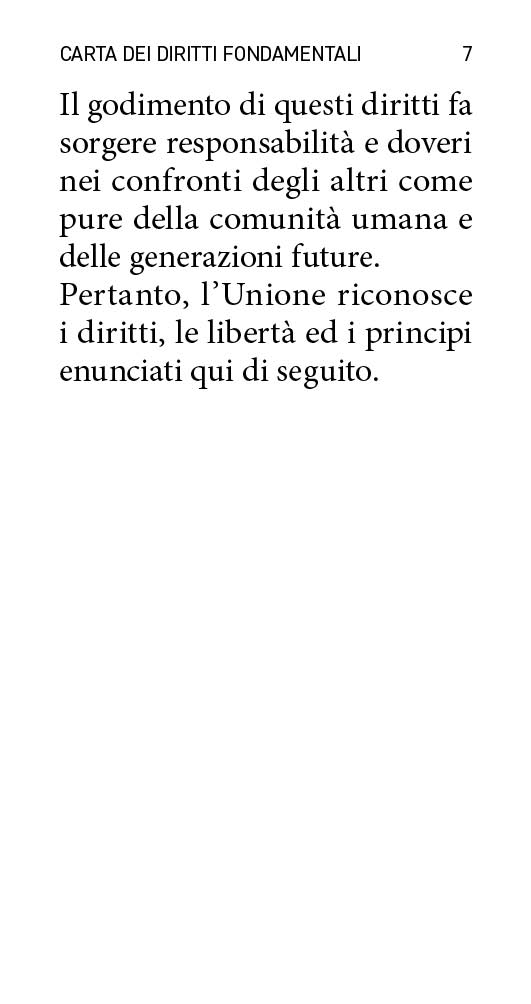 CARTA DEI DIRITTI FONDAMENTALI 7
Il godimento di questi diritti fa
sorgere responsabilità e doveri
nei confronti degli altri come
pure della comunità umana e
delle generazioni future.
Pertanto, l’Unione riconosce
i diritti, le libertà ed i principi
enunciati qui di seguito.